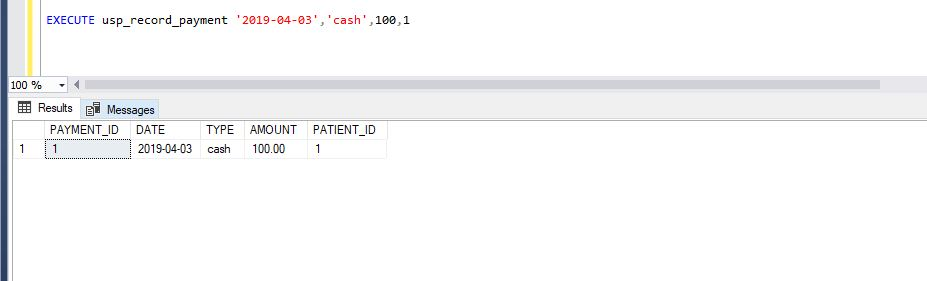 EXECUTE usp_record_payment '2019-04-03','cash',100,1
100 %
Results Messages
PAYMENT_ID DATE TYPE AMOUNT PATIENT_ID
1 1 2019-04-03 cash 100.00 1